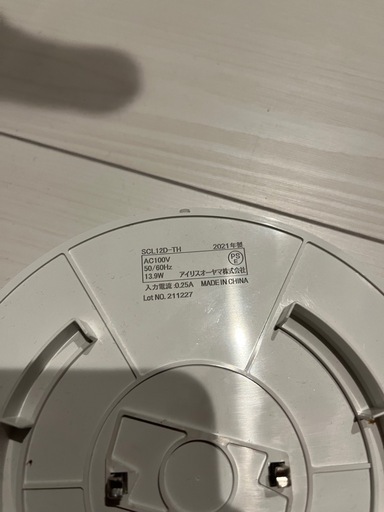 SCL12D-TH 2021年製
AC100V
50/60Hz
13.9W アイリスオーヤマ株式会社
PS
E
入力電流:0.25A MADE IN CHINA
Lot NO. 211227